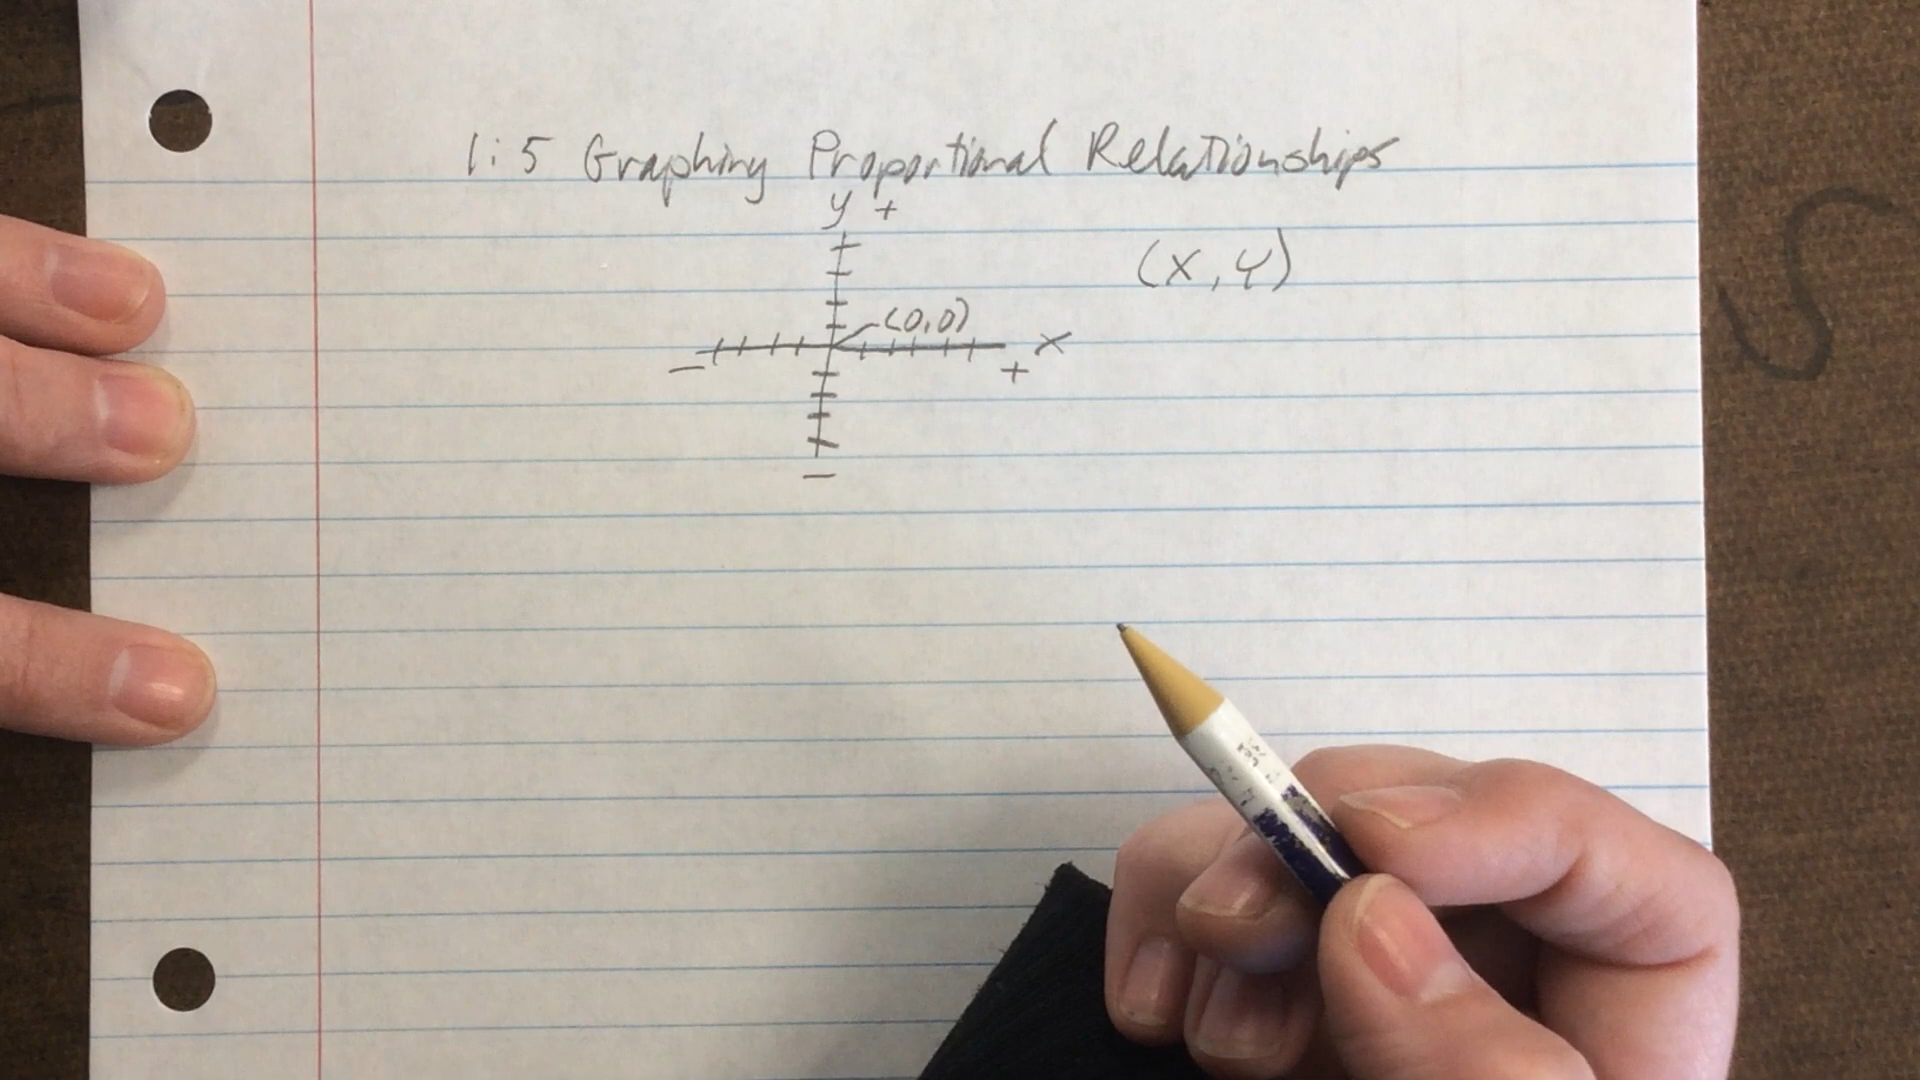 1:5 Graphing Proportional Relationships
y +
(x, y)
(0,0)
x
− +
−